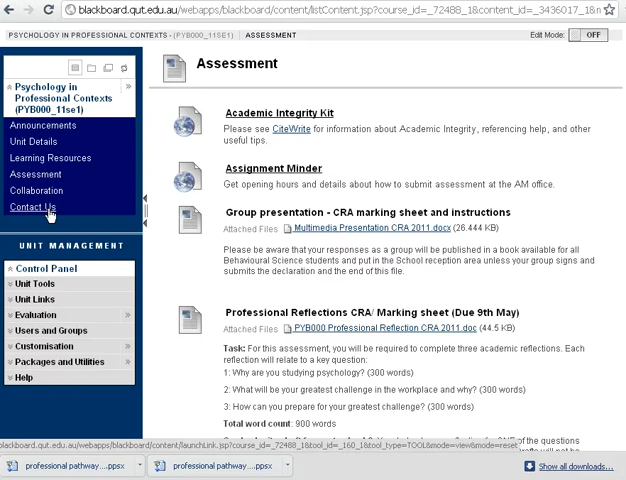 blackboard.qut.edu.au/webapps/blackboard/content/listContent.jsp?course_id=_72488_1&content_id=_3436017_1&n
PSYCHOLOGY IN PROFESSIONAL CONTEXTS - (PYB000_11SE1) > ASSESSMENT
Edit Mode: OFF
Assessment
Psychology in
Professional Contexts
(PYB000_11se1)
Announcements
Unit Details
Learning Resources
Assessment
Collaboration
Contact Us
UNIT MANAGEMENT
Control Panel
Unit Tools
Unit Links
Evaluation
Users and Groups
Customisation
Packages and Utilities
Help
Academic Integrity Kit
Please see CiteWrite for information about Academic Integrity, referencing help, and other
useful tips.
Assignment Minder
Get opening hours and details about how to submit assessment at the AM office.
Group presentation - CRA marking sheet and instructions
Attached Files Multimedia Presentation CRA 2011.docx (26.444 KB)
Please be aware that your responses as a group will be published in a book available for all
Behavioural Science students and put in the School reception area unless your group signs and
submits the declaration and the end of this file.
Professional Reflections CRA/ Marking sheet (Due 9th May)
Attached Files PYB000 Professional Reflection CRA 2011.doc (44.5 KB)
Task: For this assessment, you will be required to complete three academic reflections. Each
reflection will relate to a key question:
1: Why are you studying psychology? (300 words)
2: What will be your greatest challenge in the workplace and why? (300 words)
3: How can you prepare for your greatest challenge? (300 words)
Total word count: 900 words
of the questions
blackboard.qut.edu.au/webapps/blackboard/content/launchLink.jsp?course_id=_72488_1&tool_id=_160_1&tool_type=TOOL&mode=view&mode=reset
professional pathway....ppsx
professional pathway....ppsx
Show all downloads...